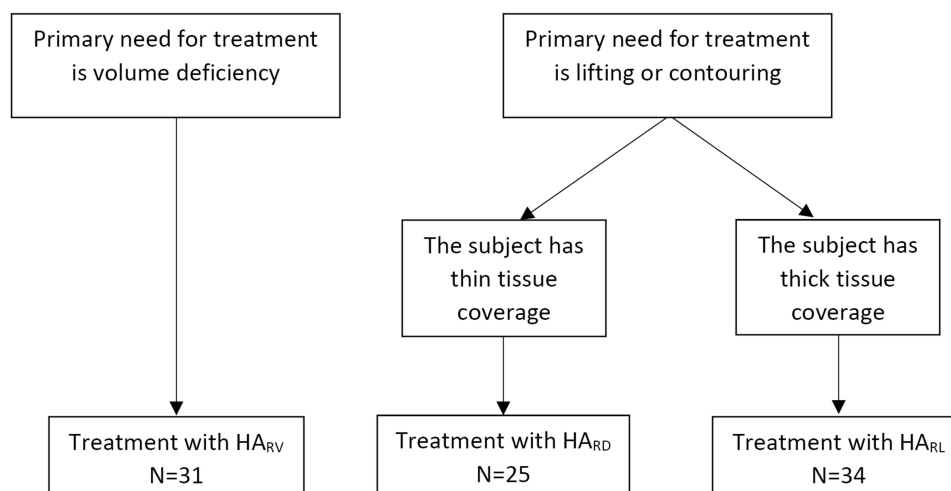 Primary need for treatment
is volume deficiency
Primary need for treatment
is lifting or contouring
The subject has
thin tissue
coverage
The subject has
thick tissue
coverage
Treatment with HARV
N=31
Treatment with HARD
N=25
Treatment with HARL
N=34